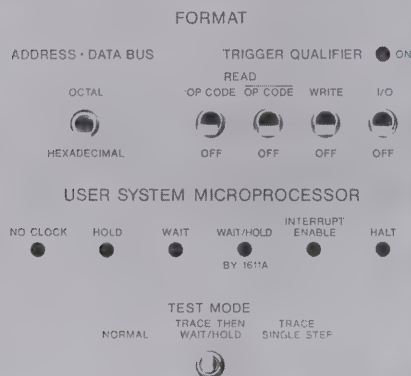 FORMAT
ADDRESS • DATA BUS TRIGGER QUALIFIER ON
READ
OCTAL OP CODE OP CODE WRITE I/O
HEXADECIMAL OFF OFF OFF OFF
USER SYSTEM MICROPROCESSOR
NO CLOCK HOLD WAIT WAIT/HOLD INTERRUPT ENABLE HALT
BY 1611A
TEST MODE
NORMAL TRACE THEN WAIT/HOLD TRACE SINGLE STEP